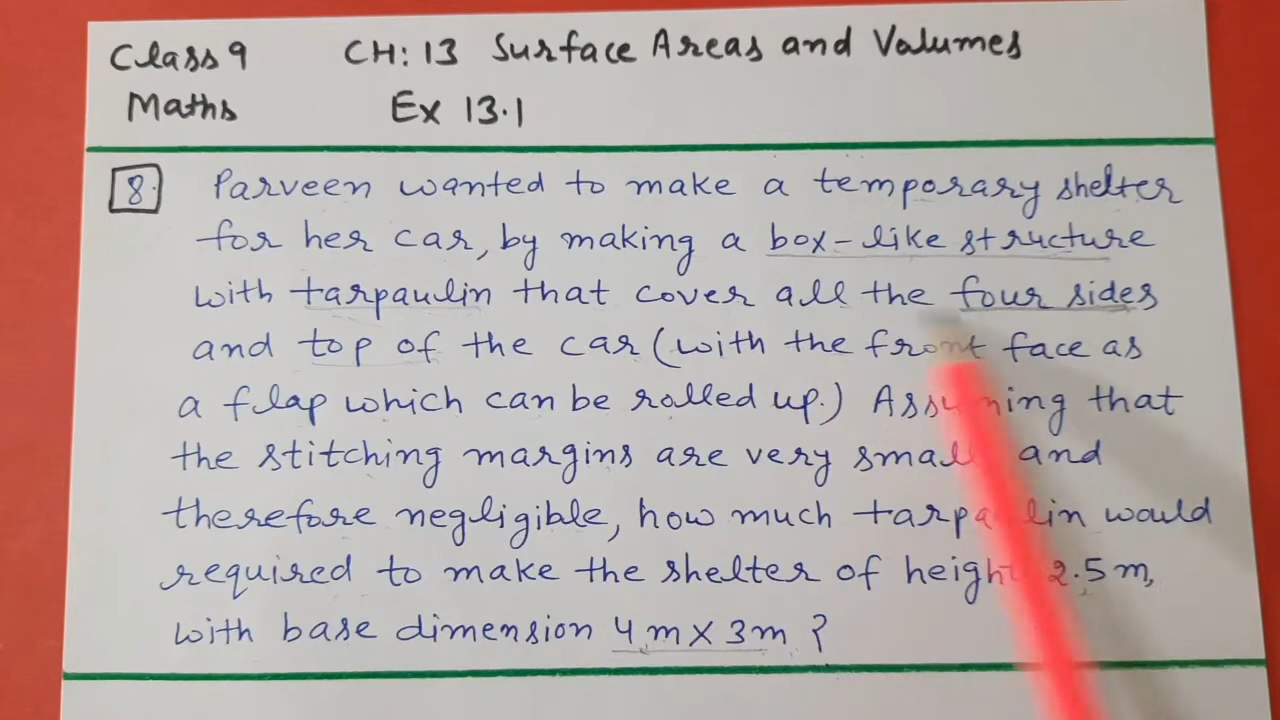 Class 9 CH: 13 Surface Areas and Volumes
Maths Ex 13.1
8. Parveen wanted to make a temporary shelter
for her car, by making a box-like structure
with tarpaulin that cover all the four sides
and top of the car (with the front face as
a flap which can be rolled up.) Assuming that
the stitching margins are very small and
therefore negligible, how much tarpaulin would
required to make the shelter of height 2.5 m,
with base dimension 4 m X 3 m ?